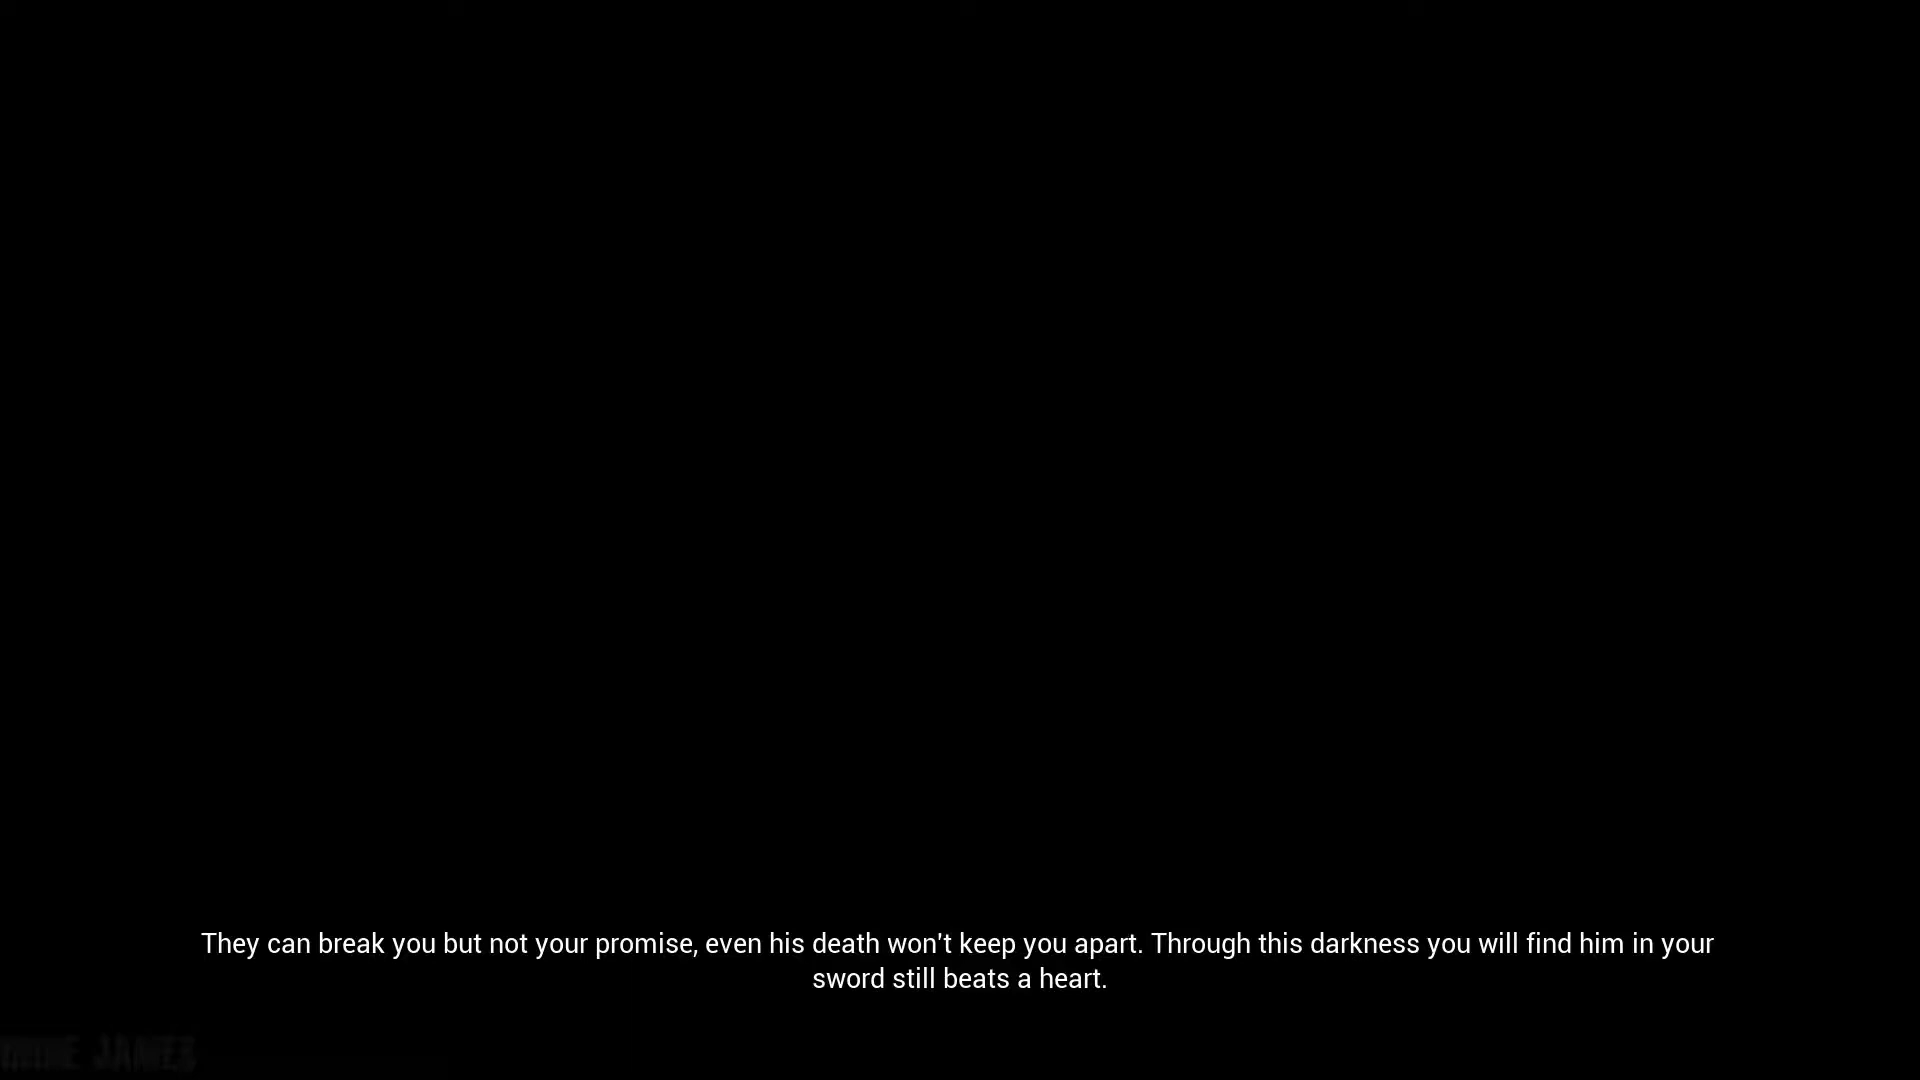 They can break you but not your promise, even his death won't keep you apart. Through this darkness you will find him in your
sword still beats a heart.